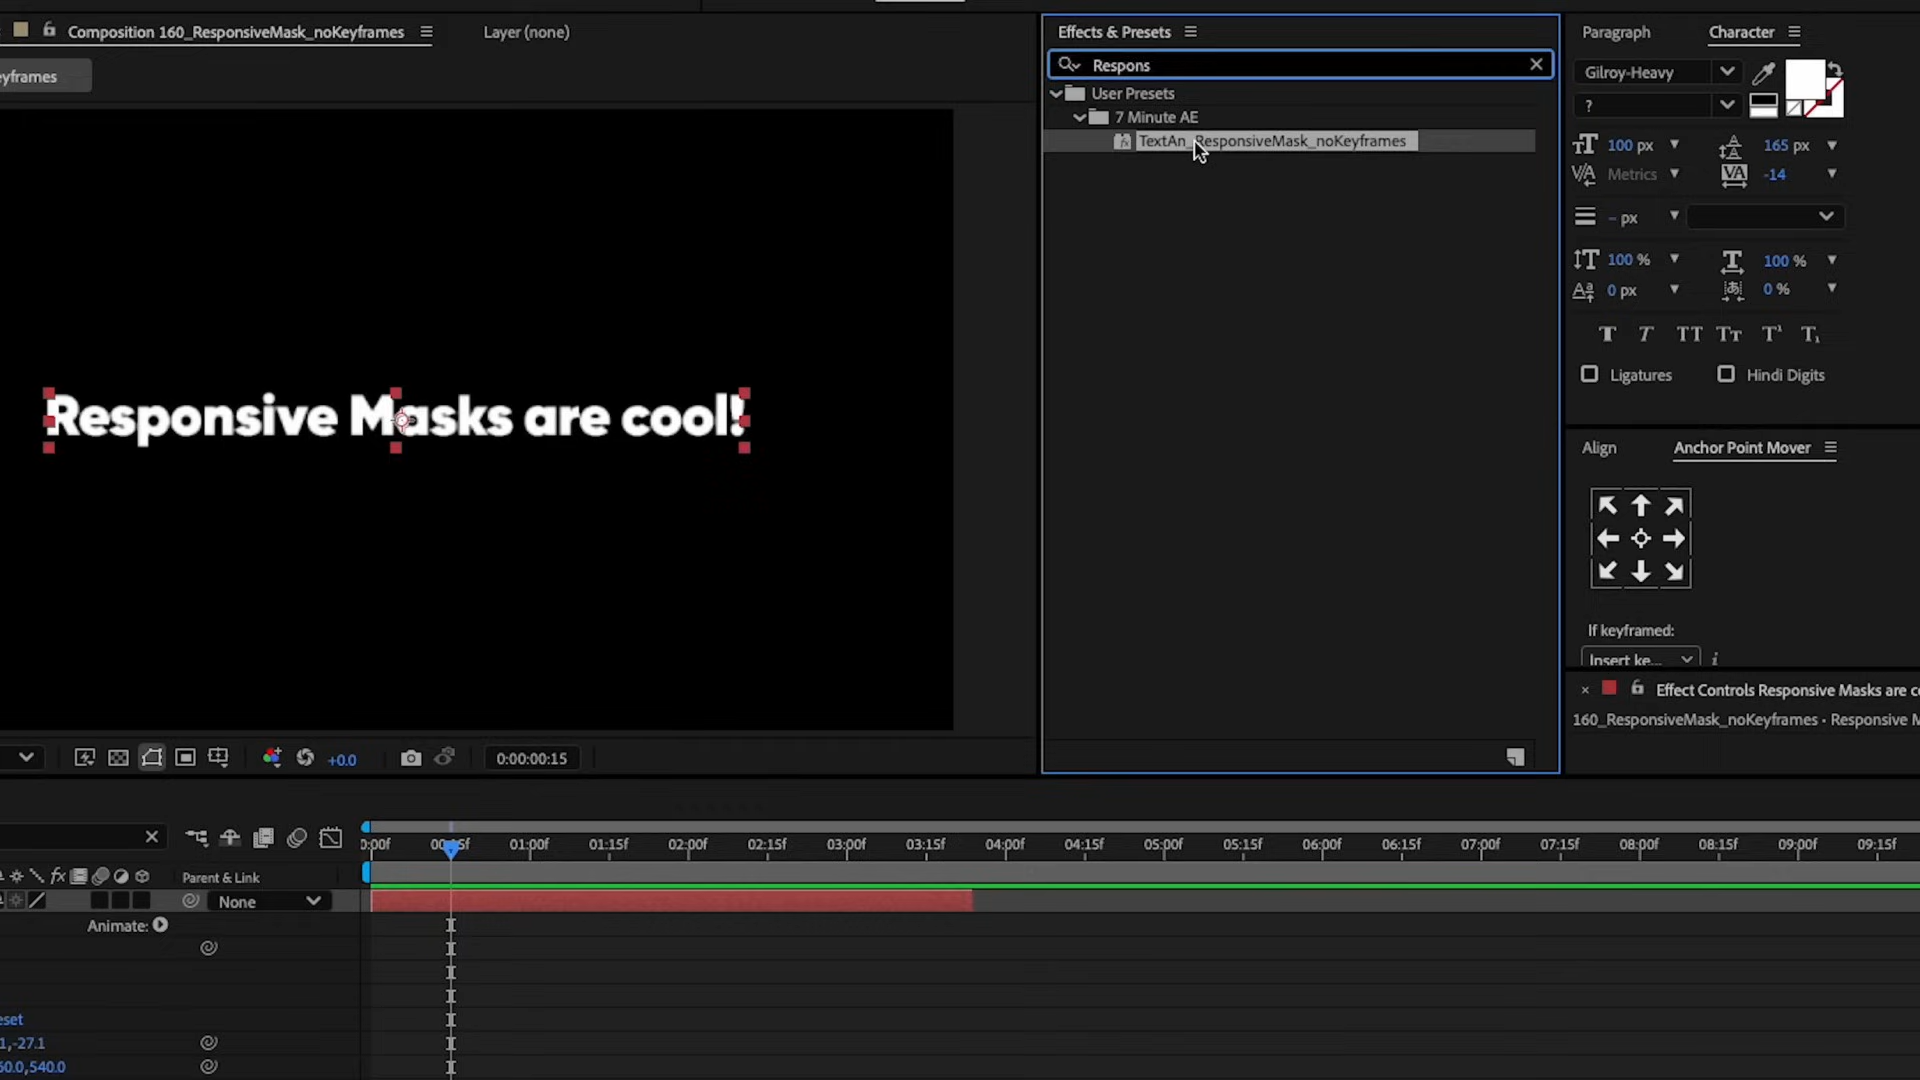 Composition 160_ResponsiveMask_noKeyframes
Layer (none)
eyframes
Responsive Masks are cool!
+0.0
0:00:00:15
Effects & Presets
Respons
User Presets
7 Minute AE
TextAn_ResponsiveMask_noKeyframes
Paragraph
Character
Gilroy-Heavy
?
100 px
165 px
Metrics
-14
- px
100 %
100 %
0 px
0 %
Ligatures
Hindi Digits
Align
Anchor Point Mover
If keyframed:
Insert ke...
Effect Controls Responsive Masks are c
160_ResponsiveMask_noKeyframes • Responsive M
:00f
00:15f
01:00f
01:15f
02:00f
02:15f
03:00f
03:15f
04:00f
04:15f
05:00f
05:15f
06:00f
06:15f
07:00f
07:15f
08:00f
08:15f
09:00f
09:15f
Parent & Link
None
Animate:
eset
1,-27.1
60.0,540.0